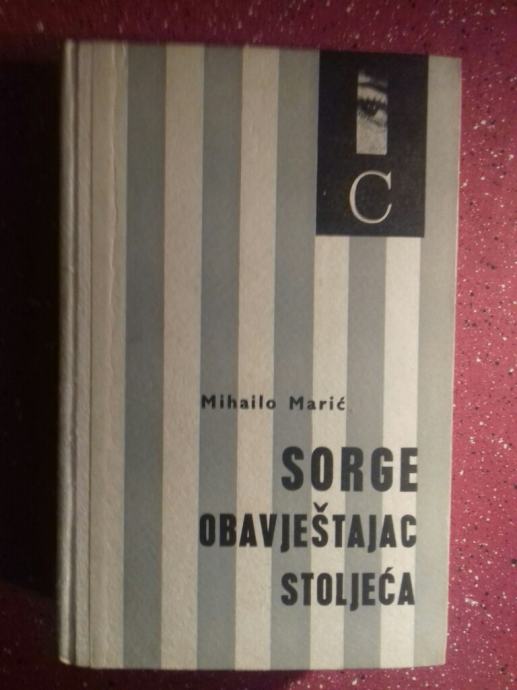 C
Mihailo Marić
SORGE
OBAVJEŠTAJAC
STOLJEĆA